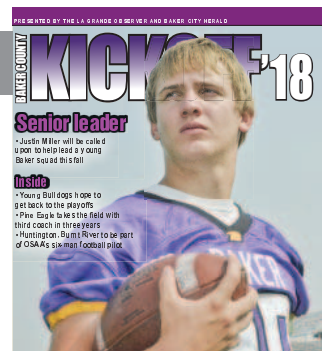 PRESENTED BY THE LA GRANDE OBSERVER AND BAKER CITY HERALD
BAKER COUNTY
KICKOFF '18
Senior leader
• Justin Miller will be called
upon to help lead a young
Baker squad this fall
Inside
• Young Bulldogs hope to
get back to the playoffs
• Pine Eagle takes the field with
third coach in three years
• Huntington, Burnt River to be part
of OSAA's six-man football pilot
BAKER